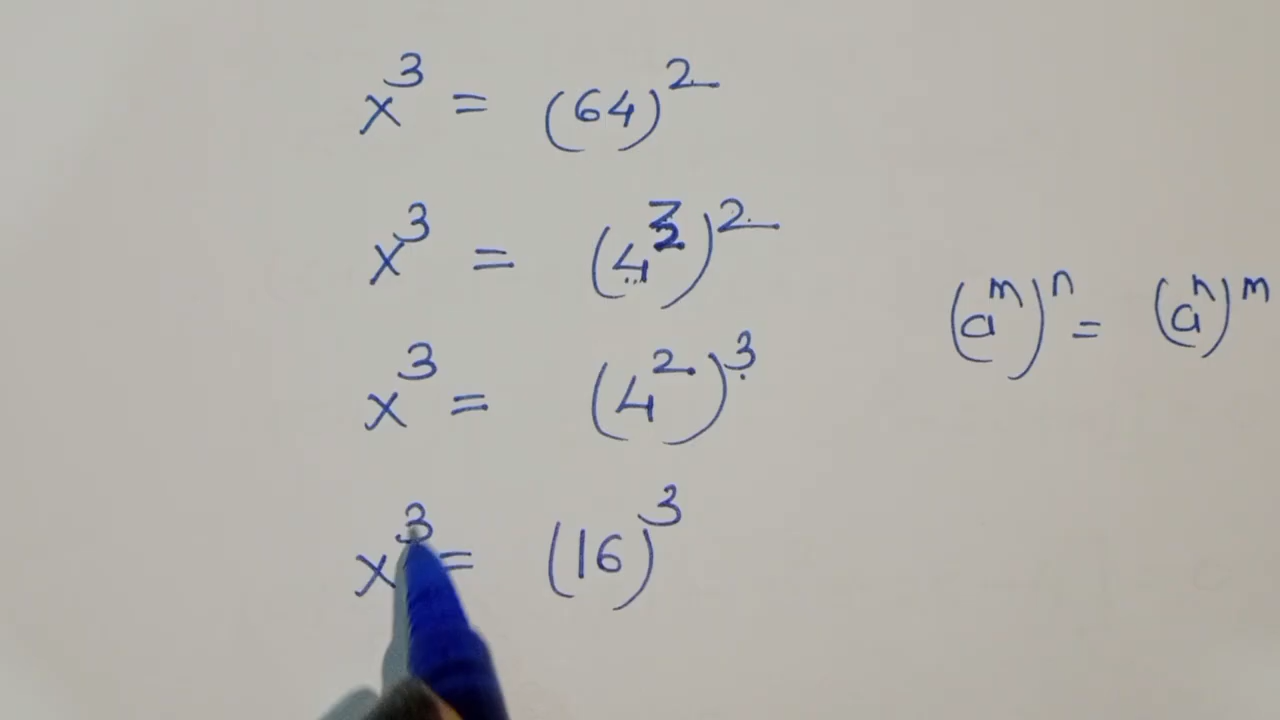 x³ = (64)²
x³ = (4³)²
(aᵐ)ⁿ = (aⁿ)ᵐ
x³ = (4²)³
x³ = (16)³